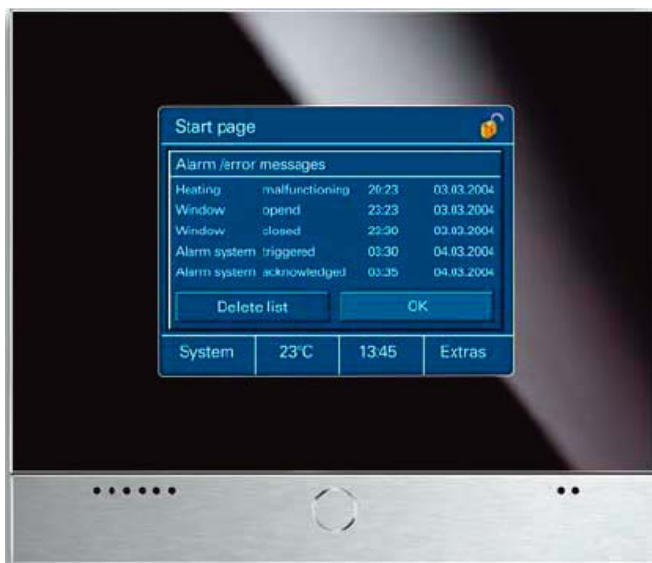 Start page
Alarm /error messages
Heating malfunctioning 20:23 03.03.2004
Window opend 23:23 03.03.2004
Window closed 23:30 03.03.2004
Alarm system triggered 03:30 04.03.2004
Alarm system acknowledged 03:35 04.03.2004
Delete list OK
System 23°C 13:45 Extras